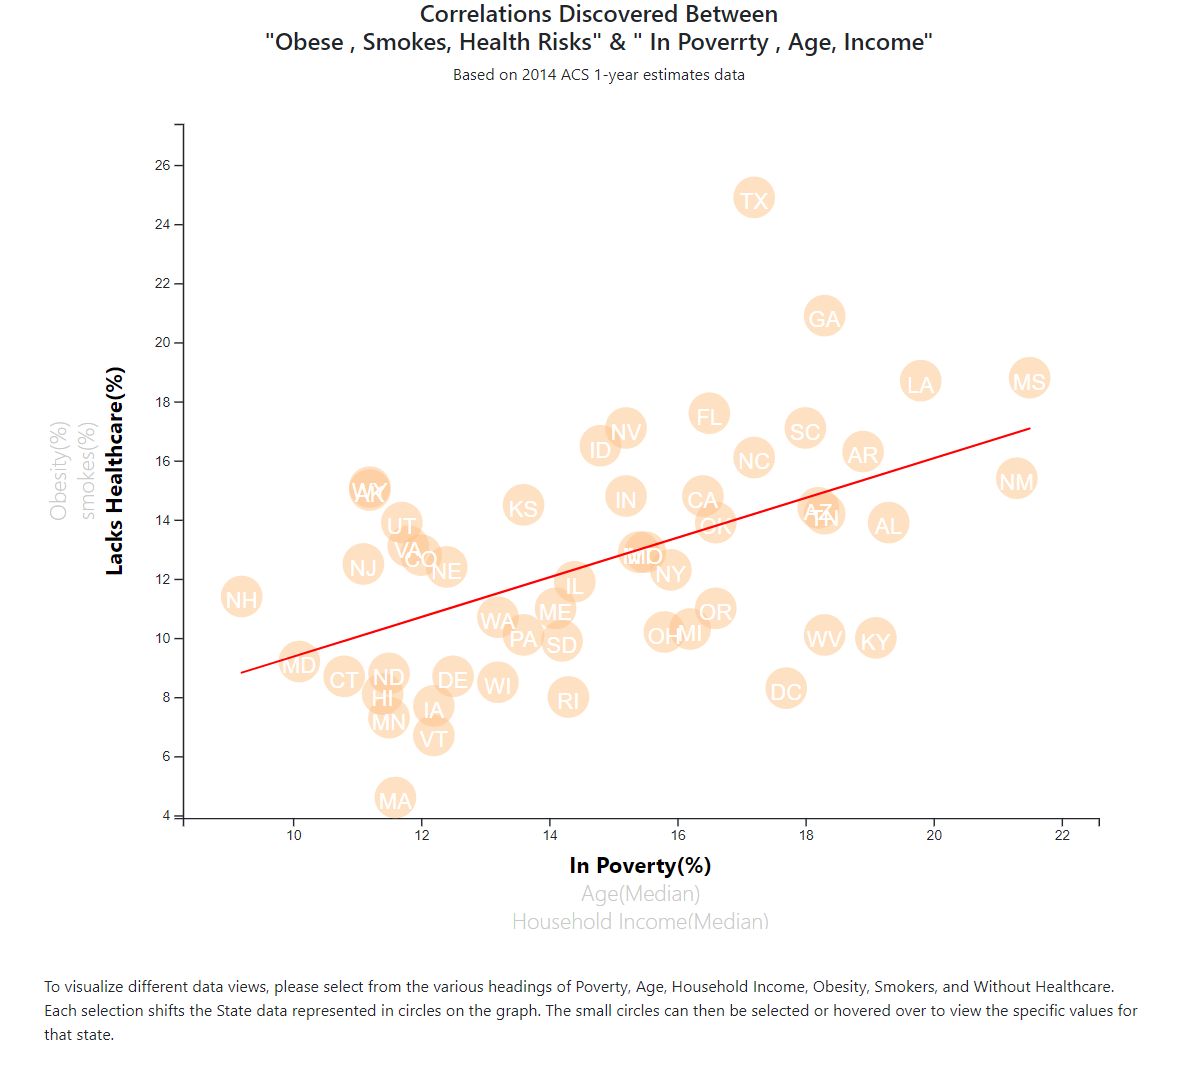 Correlations Discovered Between
"Obese , Smokes, Health Risks" & " In Poverrty , Age, Income"
Based on 2014 ACS 1-year estimates data
26
24
22
20
18
16
14
12
10
8
6
4
Obesity(%)
smokes(%)
Lacks Healthcare(%)
TX
GA
MS
LA
FL
NV
SC
ID
AR
NC
NM
WY
AK
IN
CA
KS
AZ
TN
UT
OK
AL
VA
CO
NJ
NE
NY
IL
NH
ME
OR
WA
PA
SD
OH
MI
WV
KY
MD
CT
ND
DE
WI
DC
HI
RI
IA
MN
VT
MA
10
12
14
16
18
20
22
In Poverty(%)
Age(Median)
Household Income(Median)
To visualize different data views, please select from the various headings of Poverty, Age, Household Income, Obesity, Smokers, and Without Healthcare.
Each selection shifts the State data represented in circles on the graph. The small circles can then be selected or hovered over to view the specific values for
that state.